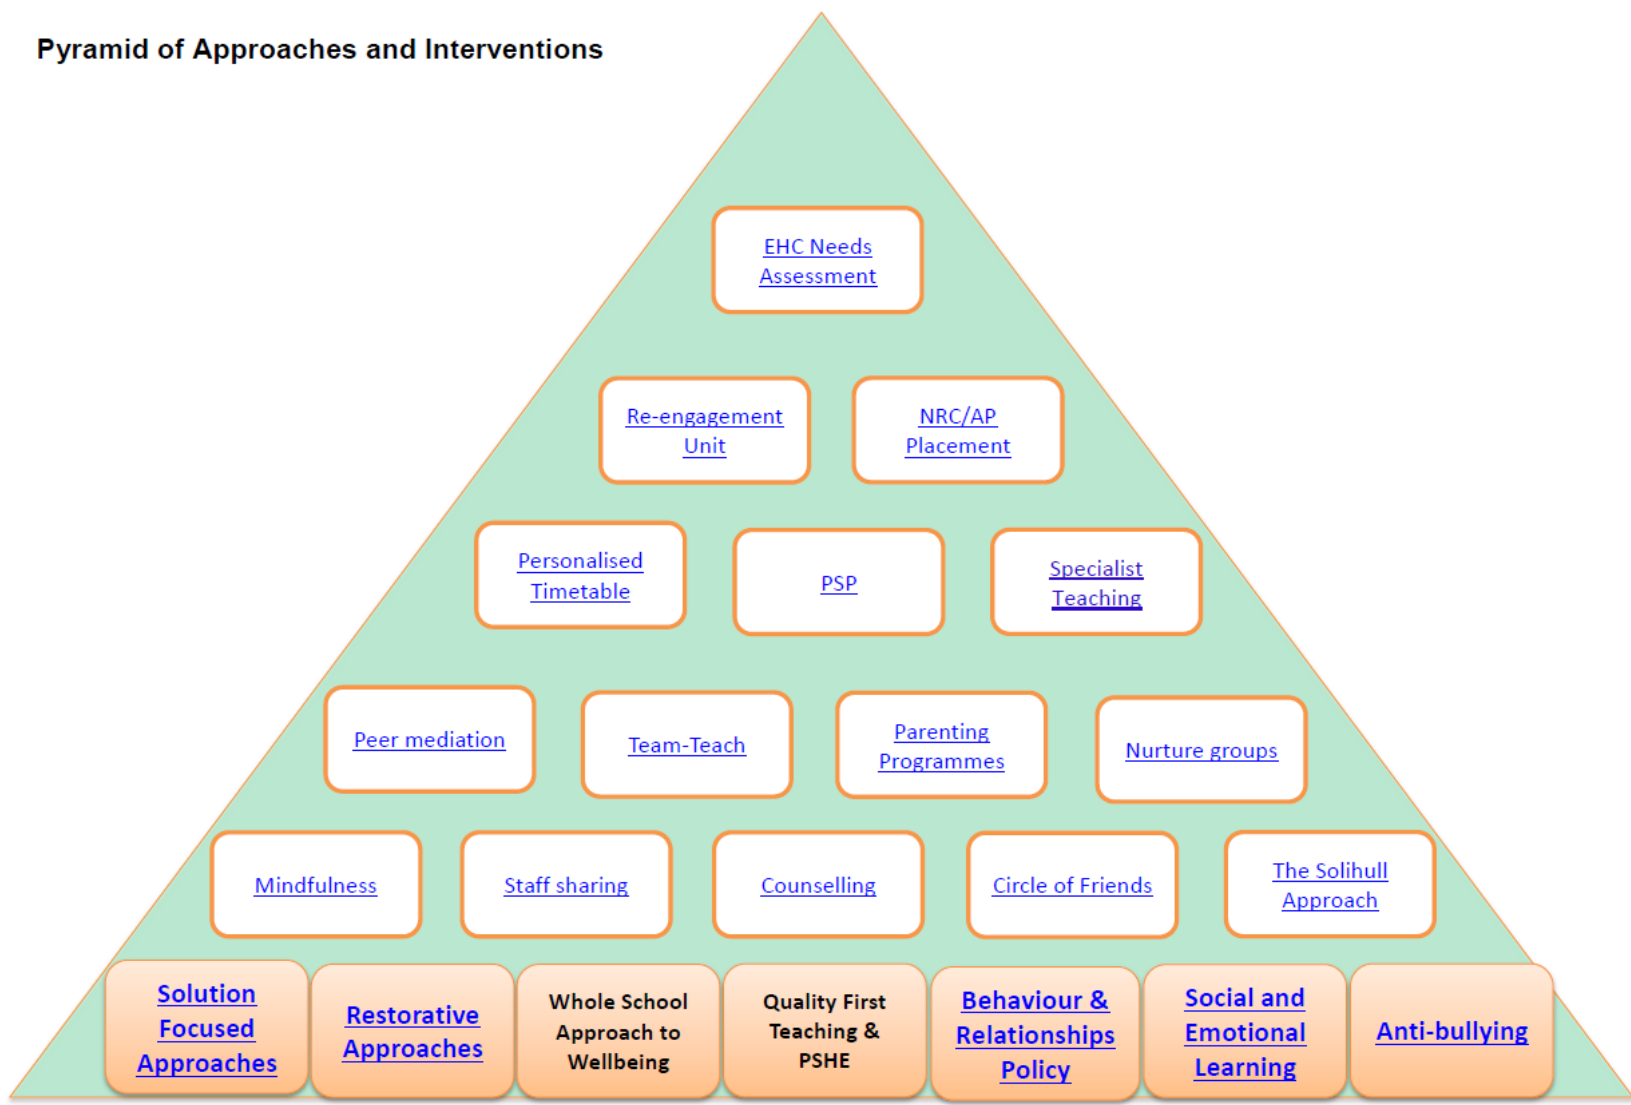 Pyramid of Approaches and Interventions
EHC Needs
Assessment
Re-engagement
Unit
NRC/AP
Placement
Personalised
Timetable
PSP
Specialist
Teaching
Peer mediation
Team-Teach
Parenting
Programmes
Nurture groups
Mindfulness
Staff sharing
Counselling
Circle of Friends
The Solihull
Approach
Solution
Focused
Approaches
Restorative
Approaches
Whole School
Approach to
Wellbeing
Quality First
Teaching &
PSHE
Behaviour &
Relationships
Policy
Social and
Emotional
Learning
Anti-bullying